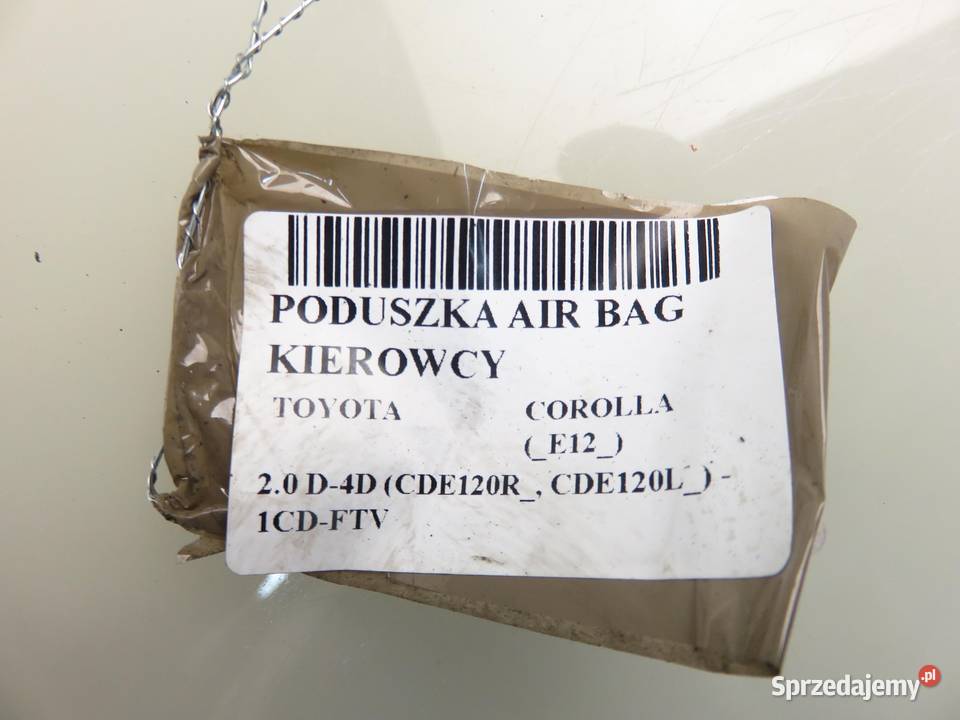 PODUSZKA AIR BAG
KIEROWCY
TOYOTA COROLLA
(_E12_)
2.0 D-4D (CDE120R_, CDE120L_) -
1CD-FTV
Sprzedajemy.pl